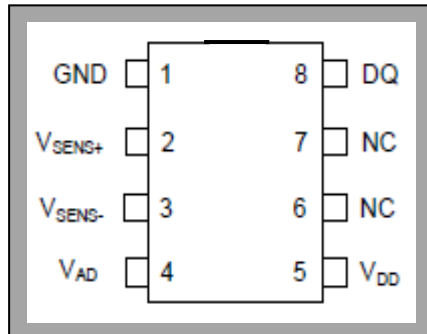 GND 1 8 DQ
VSENS+ 2 7 NC
VSENS- 3 6 NC
VAD 4 5 VDD